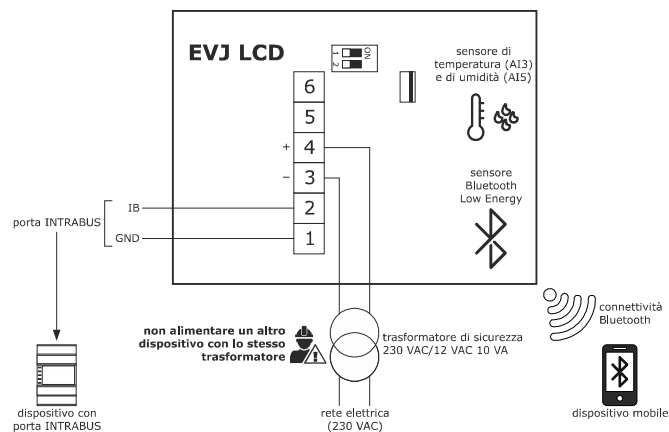 EVJ LCD
ON
1
2
sensore di
temperatura (AI3)
e di umidità (AI5)
6
5
+ 4
– 3
sensore
Bluetooth
Low Energy
porta INTRABUS
IB
2
GND
1
non alimentare un altro
dispositivo con lo stesso
trasformatore
trasformatore di sicurezza
230 VAC/12 VAC 10 VA
connettività
Bluetooth
dispositivo con
porta INTRABUS
rete elettrica
(230 VAC)
dispositivo mobile